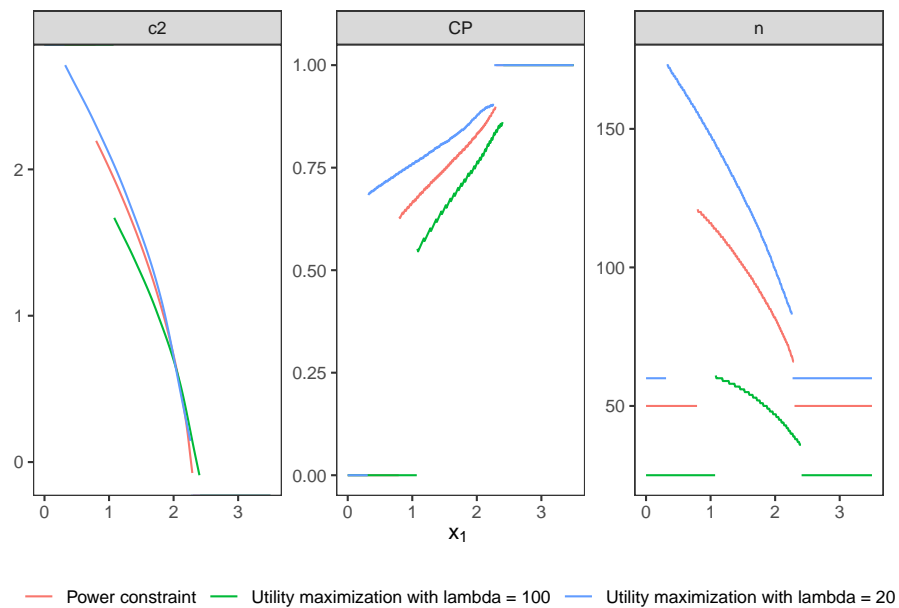 c2
CP
n
0
1
2
0.00
0.25
0.50
0.75
1.00
50
100
150
0 1 2 3
0 1 2 3
0 1 2 3
x1
Power constraint
Utility maximization with lambda = 100
Utility maximization with lambda = 20